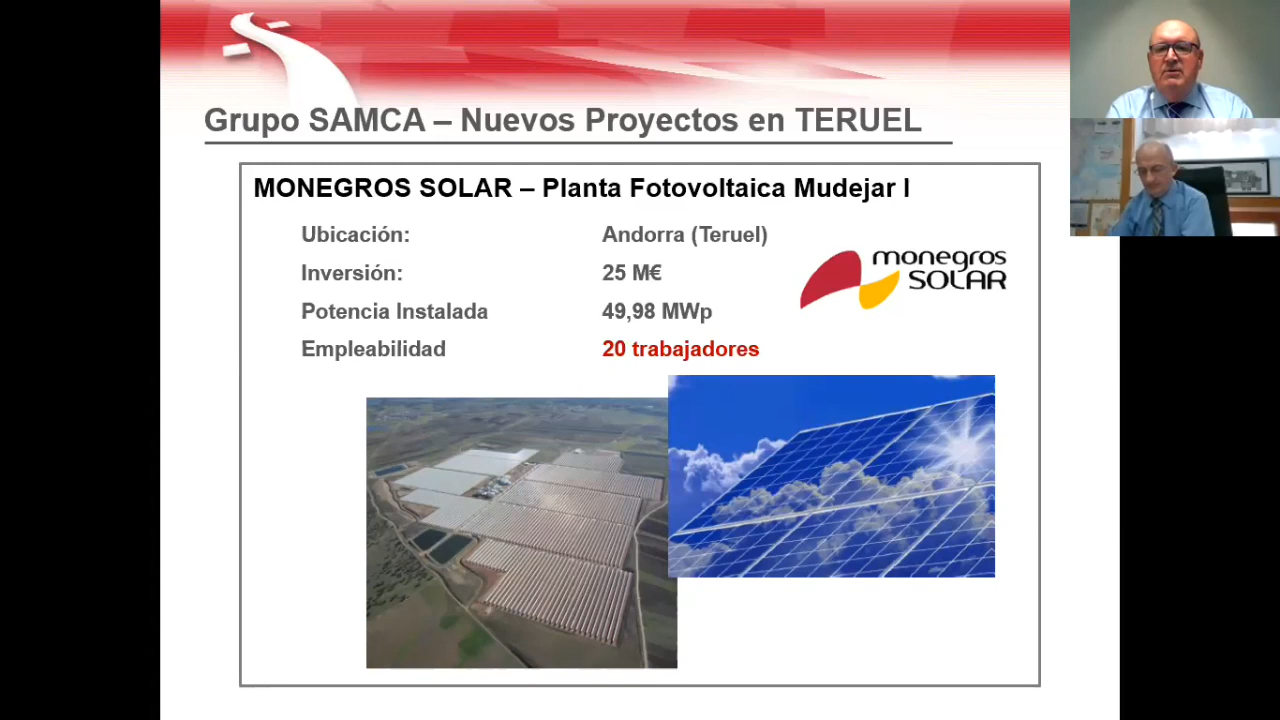 Grupo SAMCA – Nuevos Proyectos en TERUEL
MONEGROS SOLAR – Planta Fotovoltaica Mudejar I
Ubicación: Andorra (Teruel)
Inversión: 25 M€
Potencia Instalada 49,98 MWp
Empleabilidad 20 trabajadores
monegros
SOLAR